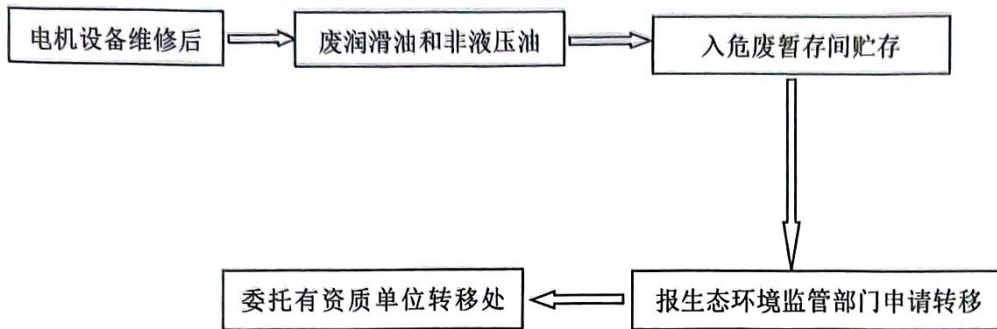 电机设备维修后
废润滑油和非液压油
入危废暂存间贮存
报生态环境监管部门申请转移
委托有资质单位转移处